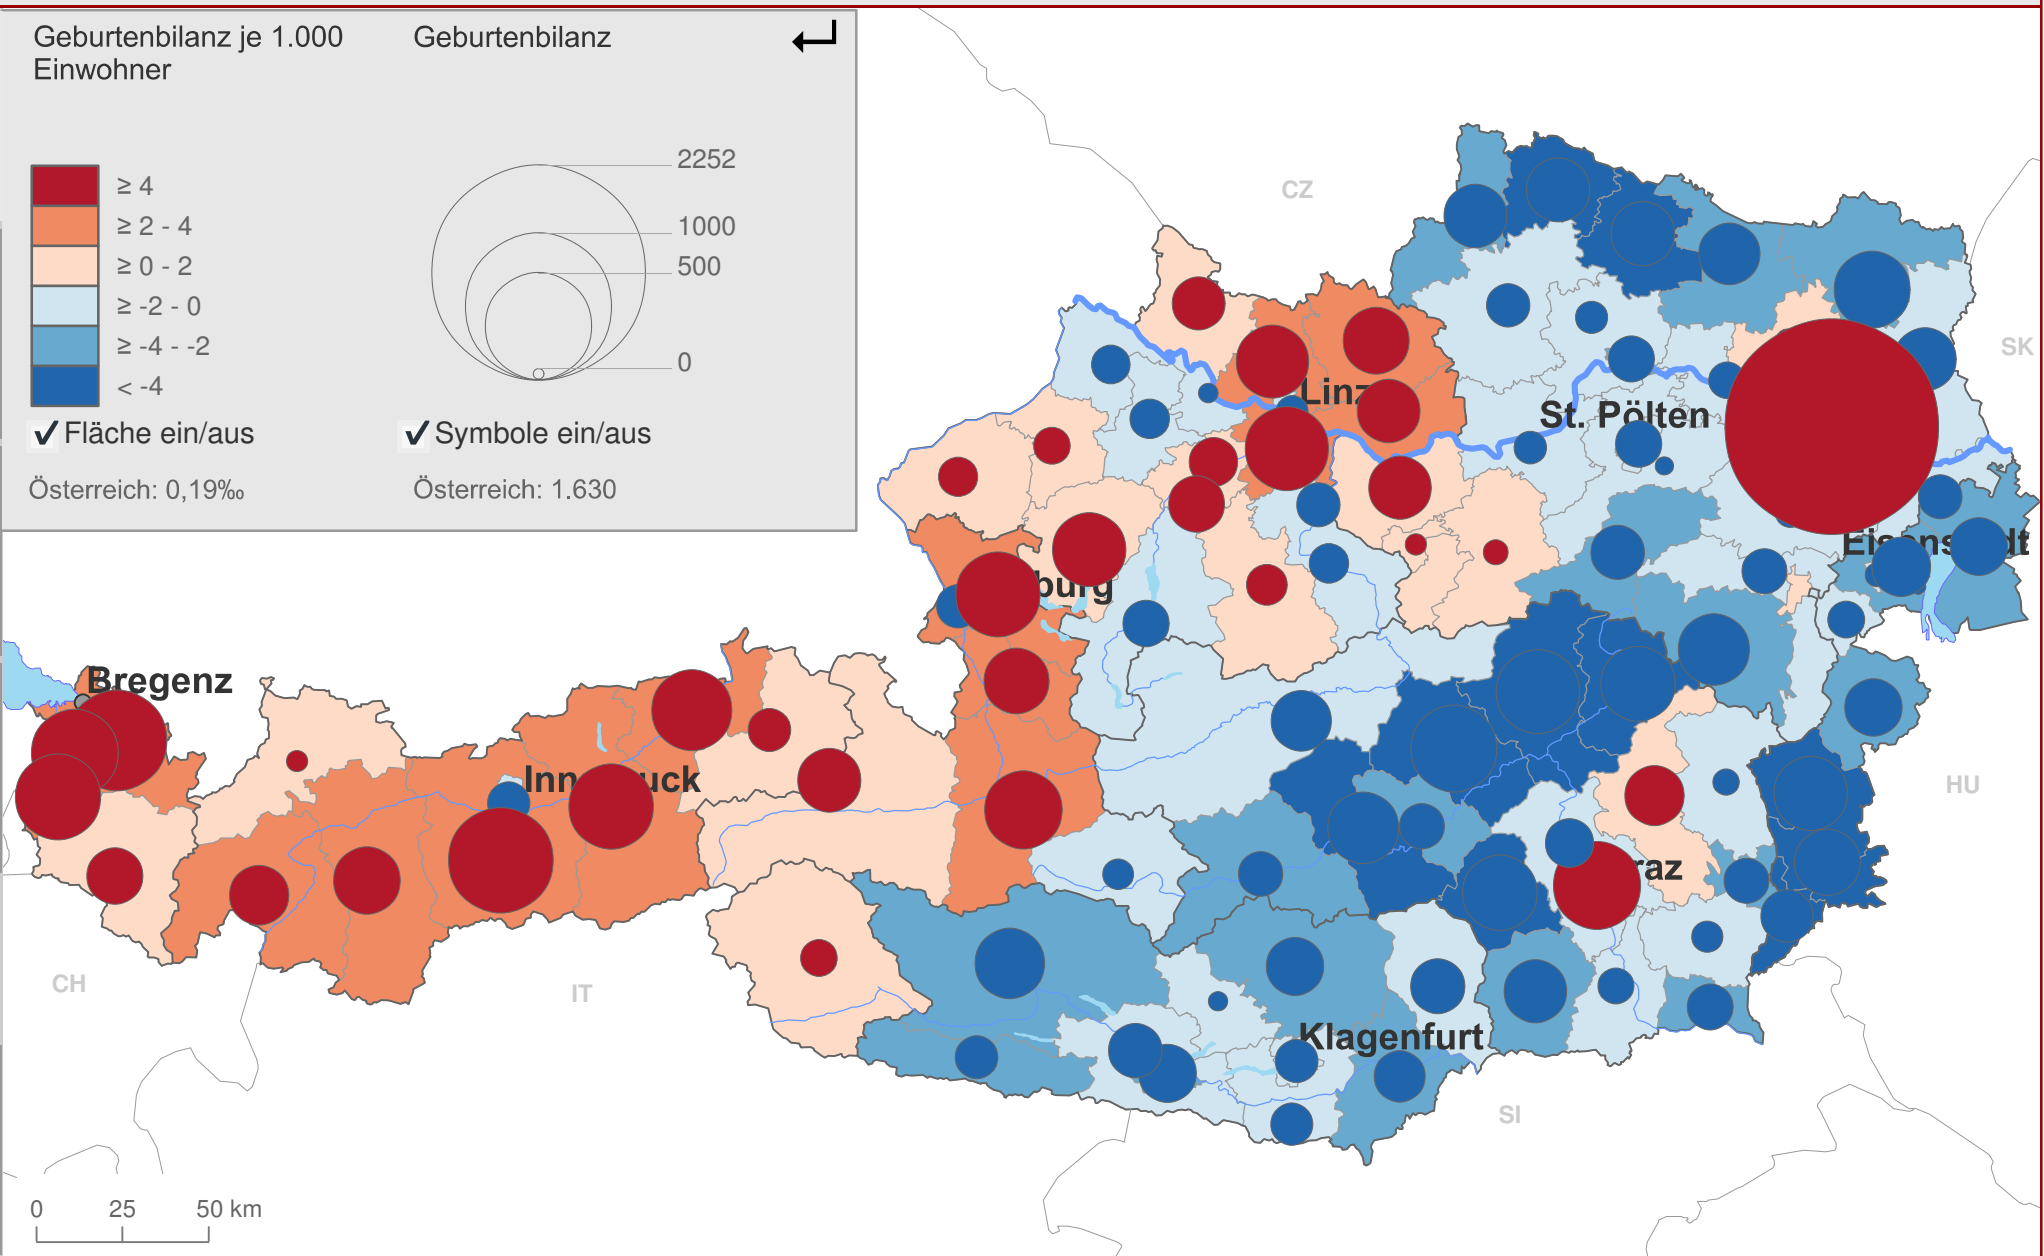 Geburtenbilanz je 1.000
Einwohner
≥ 4
≥ 2 - 4
≥ 0 - 2
≥ -2 - 0
≥ -4 - -2
< -4
Fläche ein/aus
Österreich: 0,19‰
Geburtenbilanz
2252
1000
500
0
Symbole ein/aus
Österreich: 1.630
CZ
SK
Linz
St. Pölten
burg
Bregenz
HU
raz
CH
IT
Klagenfurt
SI
0 25 50 km